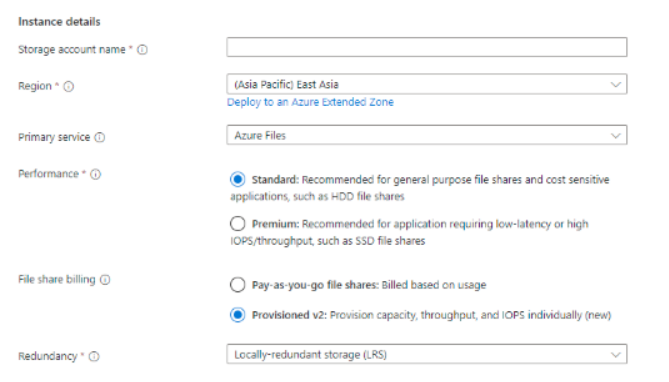 Instance details
Storage account name *
Region *
(Asia Pacific) East Asia
Deploy to an Azure Extended Zone
Primary service
Azure Files
Performance *
Standard: Recommended for general purpose file shares and cost sensitive
applications, such as HDD file shares
Premium: Recommended for application requiring low-latency or high
IOPS/throughput, such as SSD file shares
File share billing
Pay-as-you-go file shares: Billed based on usage
Provisioned v2: Provision capacity, throughput, and IOPS individually (new)
Redundancy *
Locally-redundant storage (LRS)